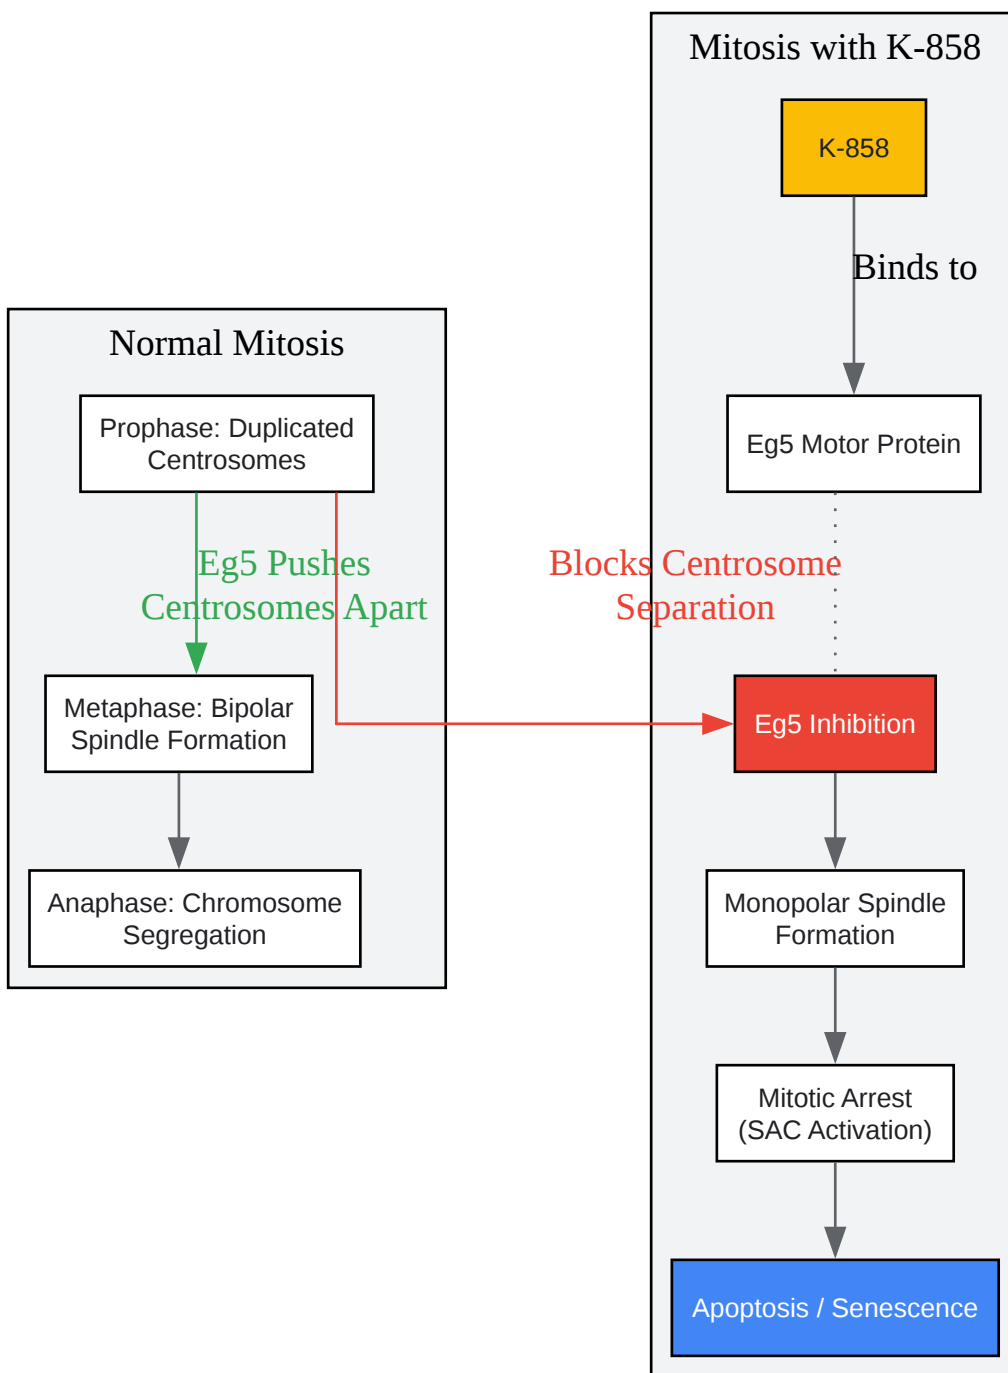 Mitosis with K-858
K-858
Binds to
Normal Mitosis
Prophase: Duplicated
Centrosomes
Eg5 Motor Protein
Eg5 Pushes
Centrosomes Apart
Blocks Centrosome
Separation
Metaphase: Bipolar
Spindle Formation
Eg5 Inhibition
Anaphase: Chromosome
Segregation
Monopolar Spindle
Formation
Mitotic Arrest
(SAC Activation)
Apoptosis / Senescence